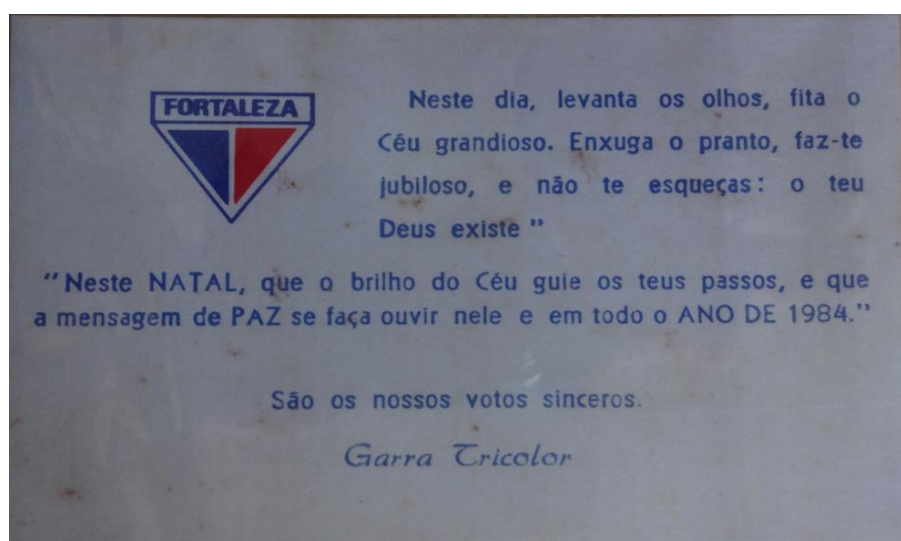 FORTALEZA
Neste dia, levanta os olhos, fita o
Céu grandioso. Enxuga o pranto, faz-te
jubiloso, e não te esqueças: o teu
Deus existe"
"Neste NATAL, que o brilho do Céu guie os teus passos, e que
a mensagem de PAZ se faça ouvir nele e em todo o ANO DE 1984."
São os nossos votos sinceros.
Garra Tricolor